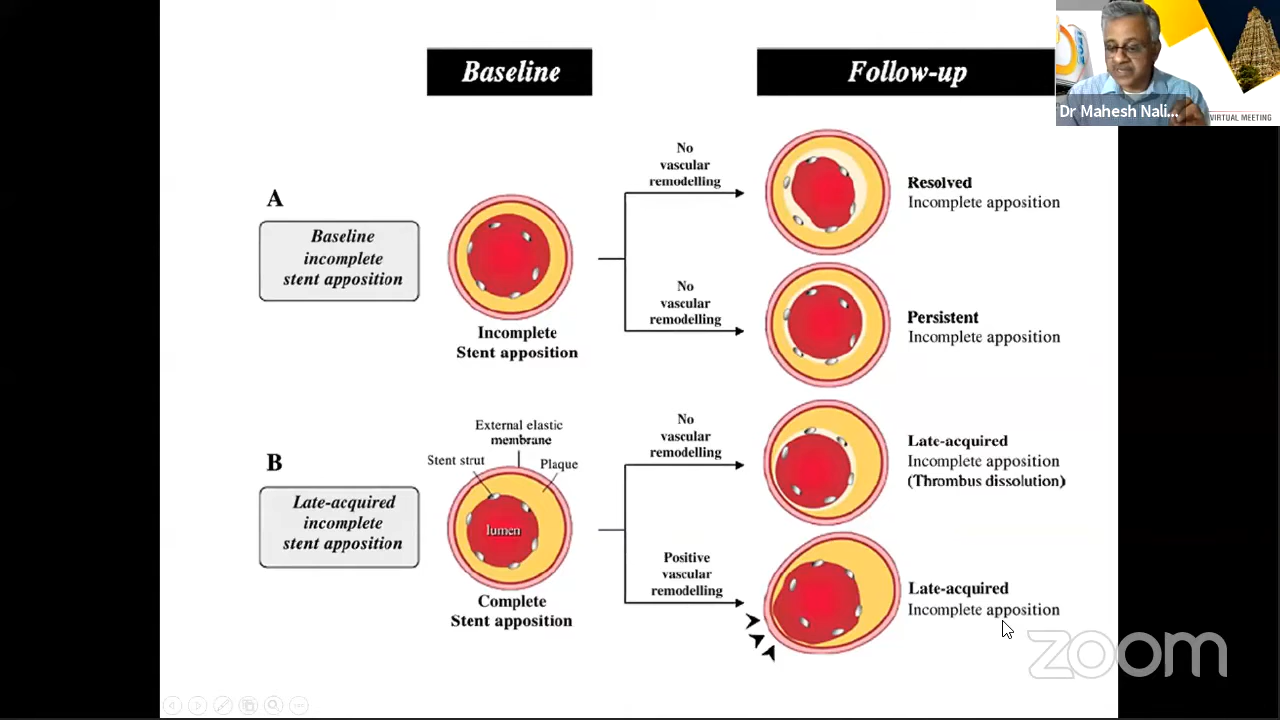 Baseline
Follow-up
Dr Mahesh Nali...
VIRTUAL MEETING
A
Baseline
incomplete
stent apposition
Incomplete
Stent apposition
No
vascular
remodelling
Resolved
Incomplete apposition
No
vascular
remodelling
Persistent
Incomplete apposition
B
Late-acquired
incomplete
stent apposition
External elastic
membrane
Stent strut
Plaque
lumen
Complete
Stent apposition
No
vascular
remodelling
Late-acquired
Incomplete apposition
(Thrombus dissolution)
Positive
vascular
remodelling
Late-acquired
Incomplete apposition
zoom